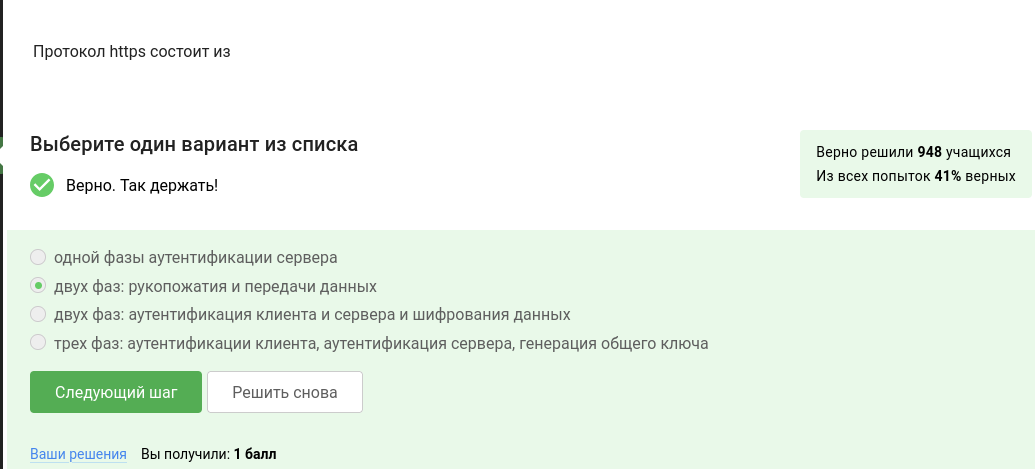 Протокол https состоит из
Выберите один вариант из списка
Верно. Так держать!
Верно решили 948 учащихся
Из всех попыток 41% верных
одной фазы аутентификации сервера
двух фаз: рукопожатия и передачи данных
двух фаз: аутентификация клиента и сервера и шифрования данных
трех фаз: аутентификации клиента, аутентификация сервера, генерация общего ключа
Следующий шаг
Решить снова
Ваши решения Вы получили: 1 балл